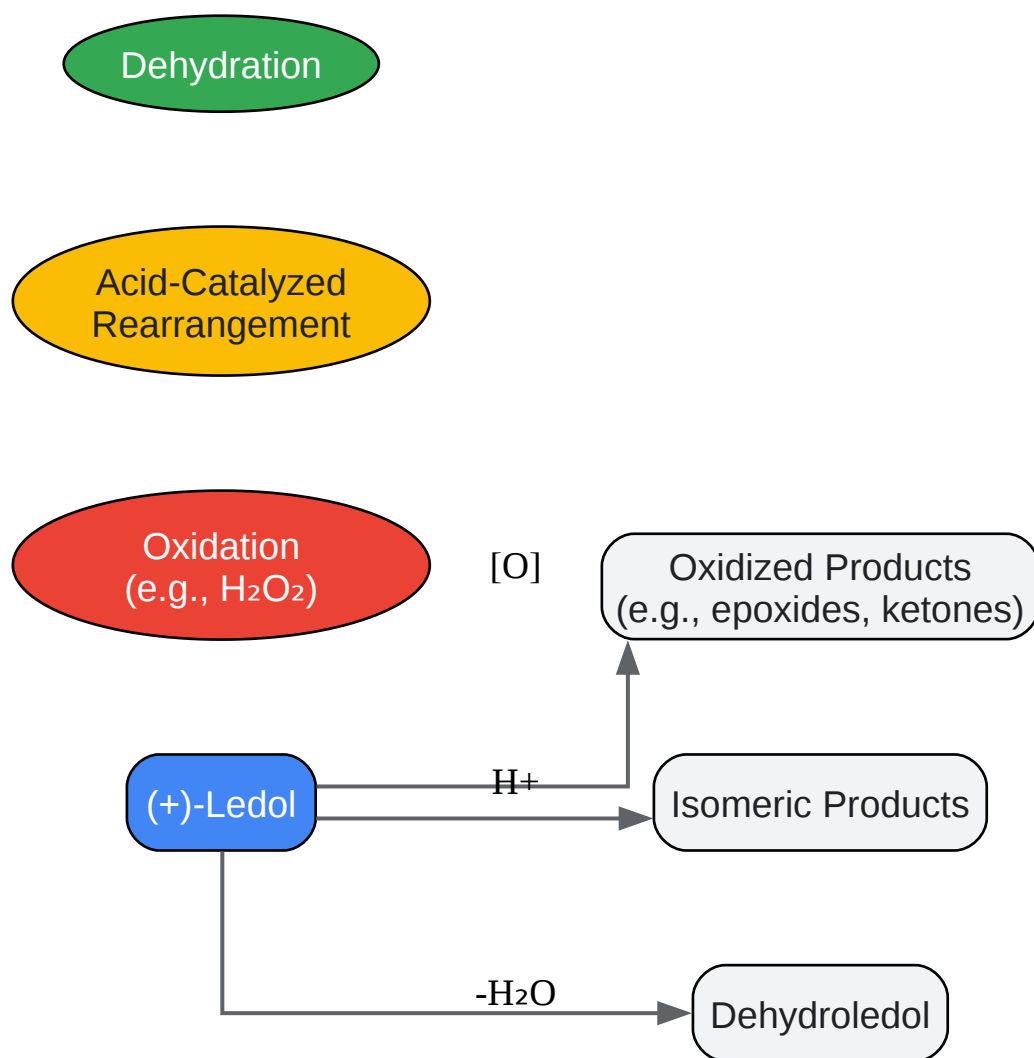 Dehydration
Acid-Catalyzed
Rearrangement
Oxidation
(e.g., H₂O₂)
[O]
Oxidized Products
(e.g., epoxides, ketones)
(+)-Ledol
H+
Isomeric Products
-H₂O
Dehydroledol